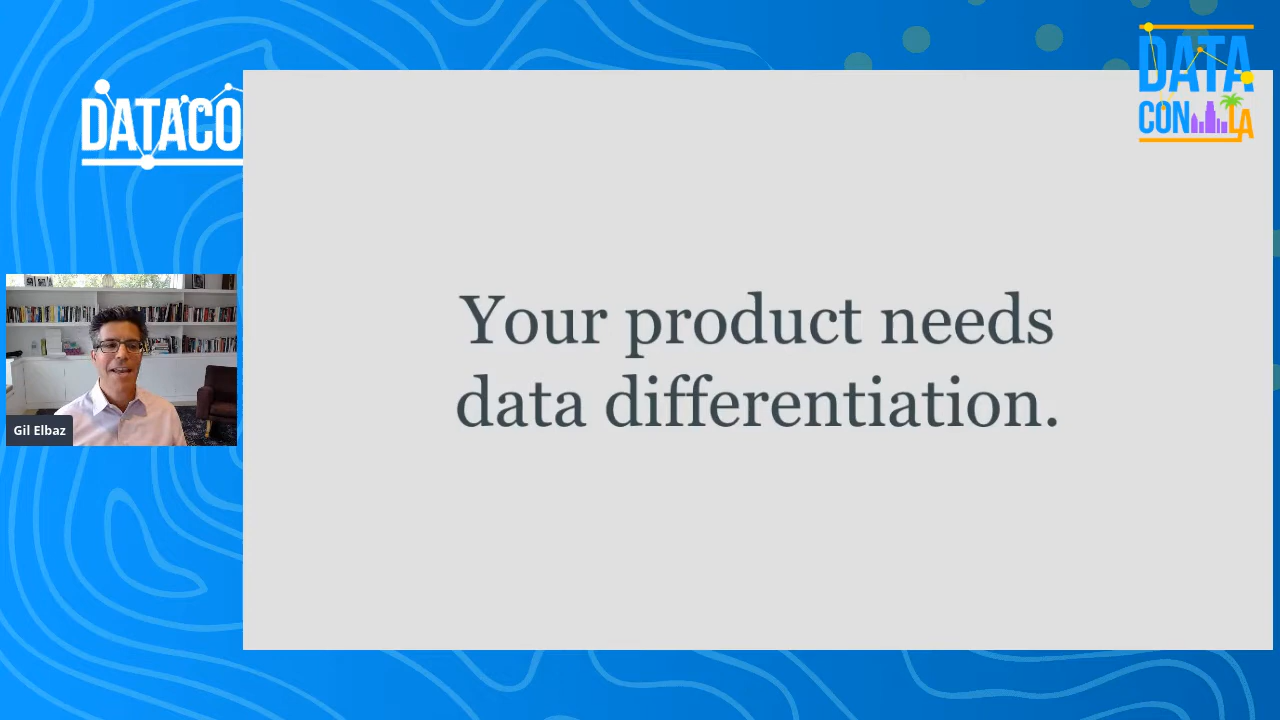 DATACO
DATA
CON LA
Your product needs
data differentiation.
Gil Elbaz